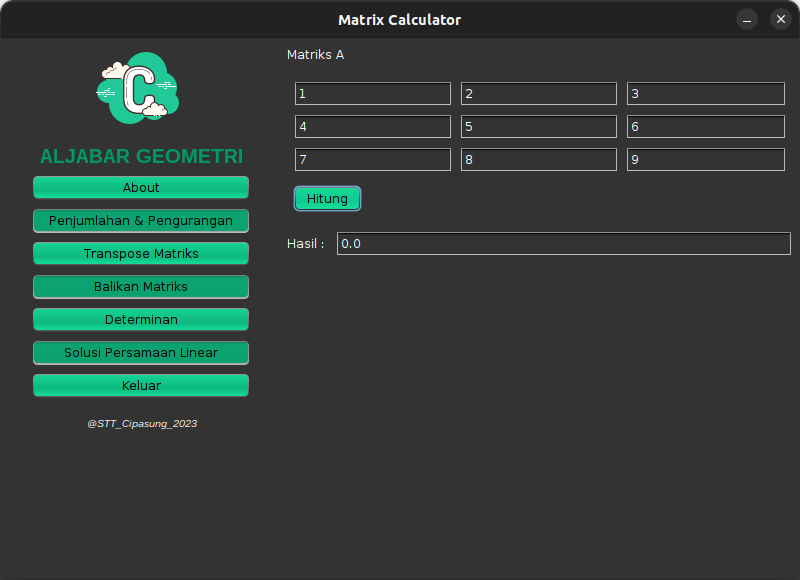 Matrix Calculator
C
ALJABAR GEOMETRI
About
Penjumlahan & Pengurangan
Transpose Matriks
Balikan Matriks
Determinan
Solusi Persamaan Linear
Keluar
@STT_Cipasung_2023
Matriks A
1 2 3
4 5 6
7 8 9
Hitung
Hasil : 0.0